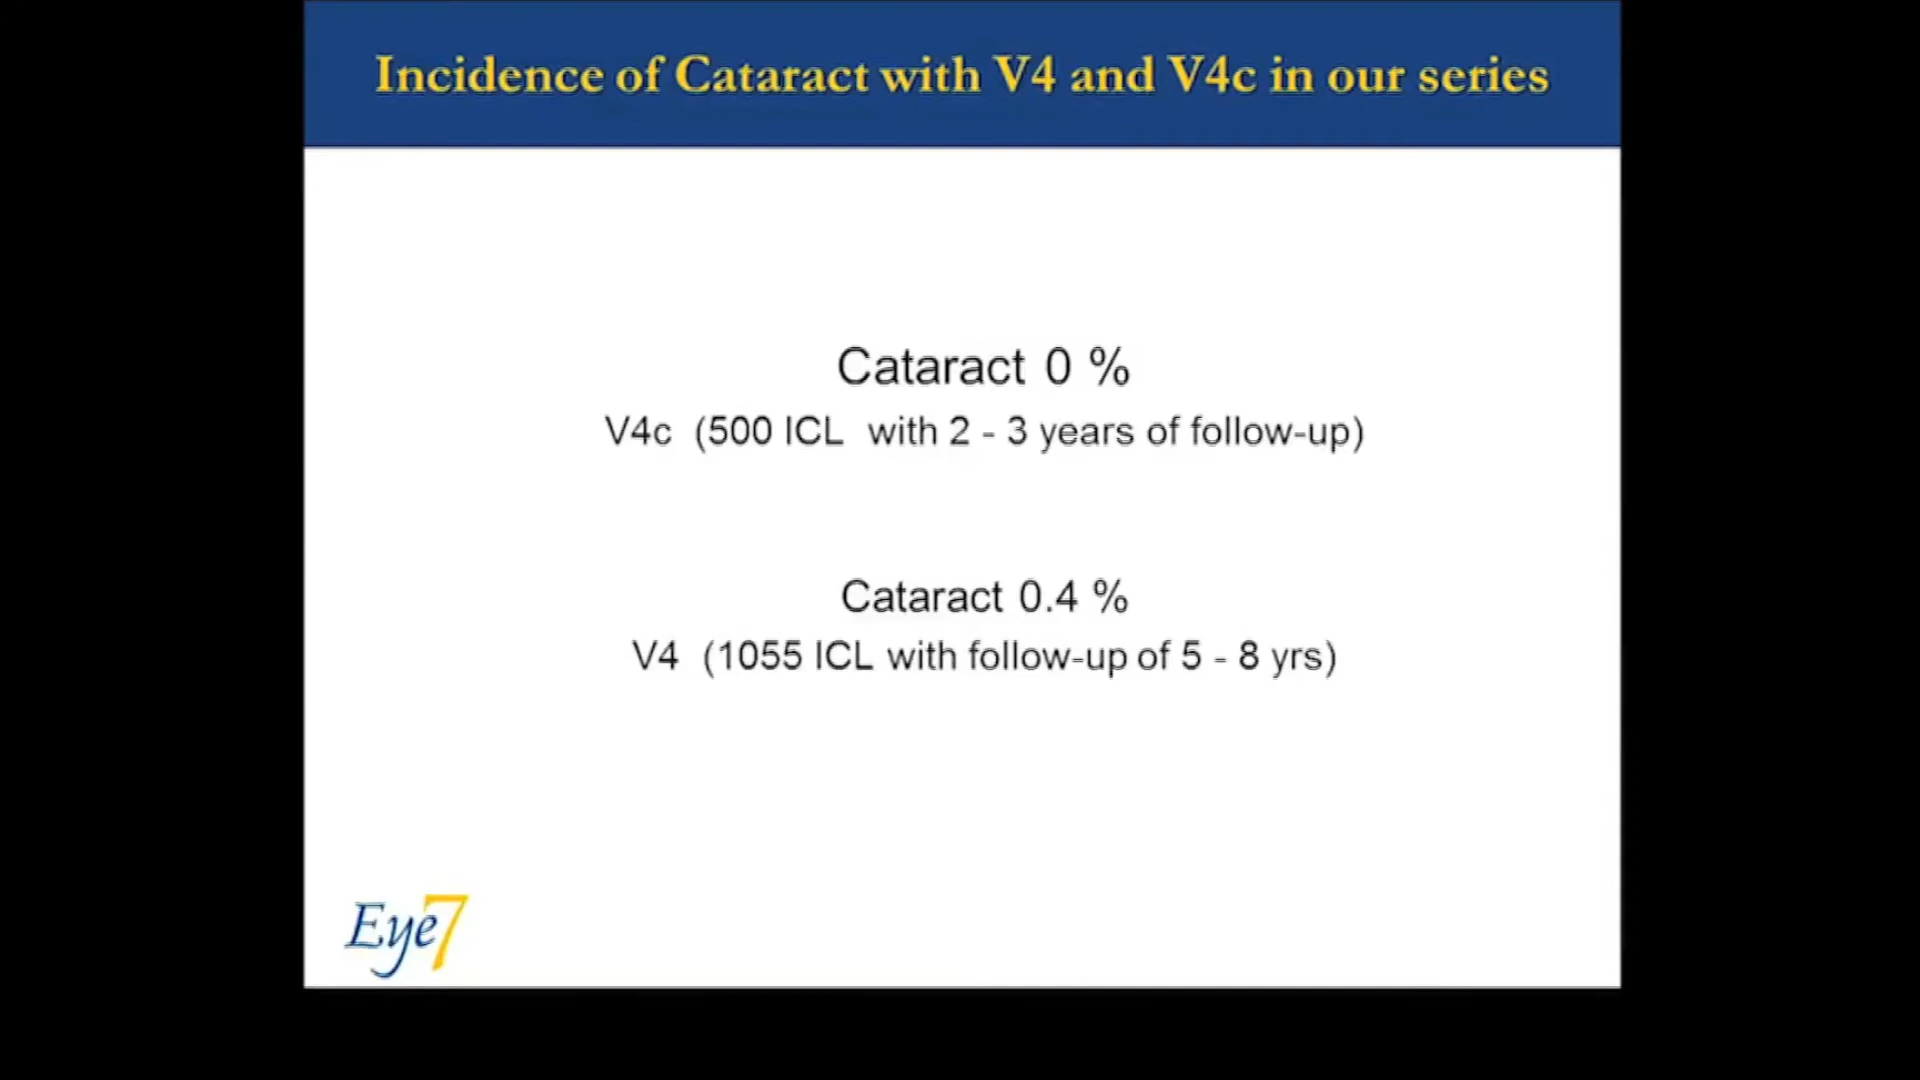 Incidence of Cataract with V4 and V4c in our series
Cataract 0 %
V4c (500 ICL with 2 - 3 years of follow-up)
Cataract 0.4 %
V4 (1055 ICL with follow-up of 5 - 8 yrs)
Eye7